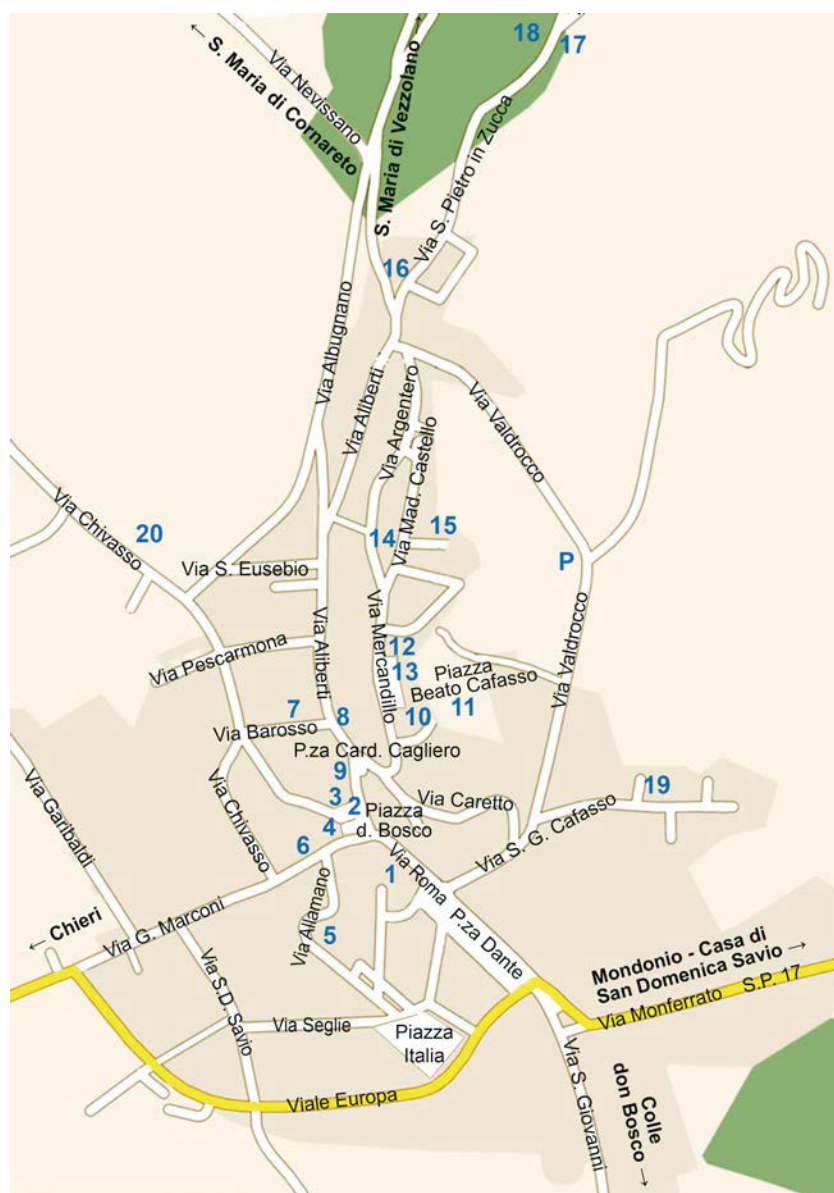 18
17
← S. Maria di Cornareto
Via Nevissano
S. Maria di Vezzolano →
Via S. Pietro in Zucca
16
Via Albugnano
Via Aliberti
Via Argentero
Via Valdrocco
Via Mad. Castello
Via Chivasso
20
14
15
P
Via S. Eusebio
Via Mercandillo
Via Aliberti
12
Via Pescarmona
13
Piazza
Beato Cafasso
Via Valdrocco
7
8
10
11
Via Barosso
P.za Card. Cagliero
9
Via Garibaldi
Via Chivasso
3
2
Piazza
d. Bosco
Via Caretto
19
4
6
Via S. G. Cafasso
1
Via Roma
← Chieri
Via G. Marconi
Via Allamano
5
P.za Dante
Mondonio - Casa di
San Domenica Savio →
Via S.D. Savio
Via Monferrato S.P. 17
Via Seglie
Piazza
Italia
Viale Europa
Via S. Giovanni
Colle
don Bosco →